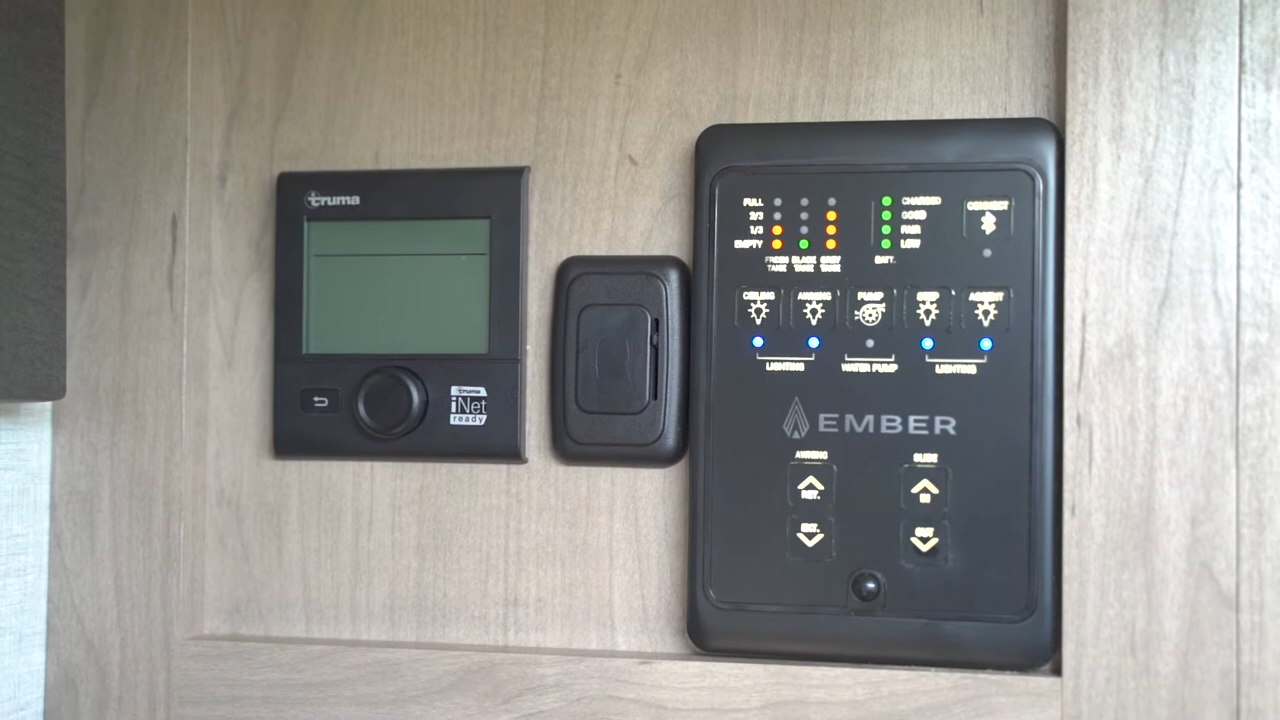 truma
truma
iNet
ready
FULL
2/3
1/3
EMPTY
FRESH TANK
BLACK TANK
GREY TANK
CHARGED
GOOD
FAIR
LOW
BATT.
CONNECT
CEILING
AWNING
PUMP
STEP
ACCENT
LIGHTING
WATER PUMP
LIGHTING
EMBER
AWNING
RET.
EXT.
SLIDE
IN
OUT